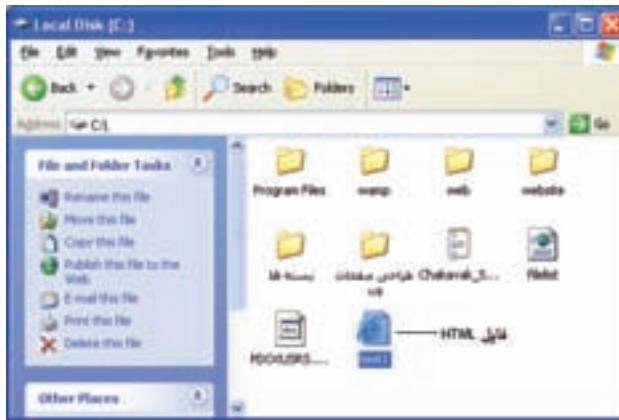 Local Disk (C:)
File Edit View Favorites Tools Help
Back Search Folders
Address C:\ Go
File and Folder Tasks
Rename this file
Move this file
Copy this file
Publish this file to the
Web
E-mail this file
Print this file
Delete this file
Other Places
Program Files wamp web website
بسته ها طراحی صفحات Chakavak_S... Filelist
وب
فایل HTML